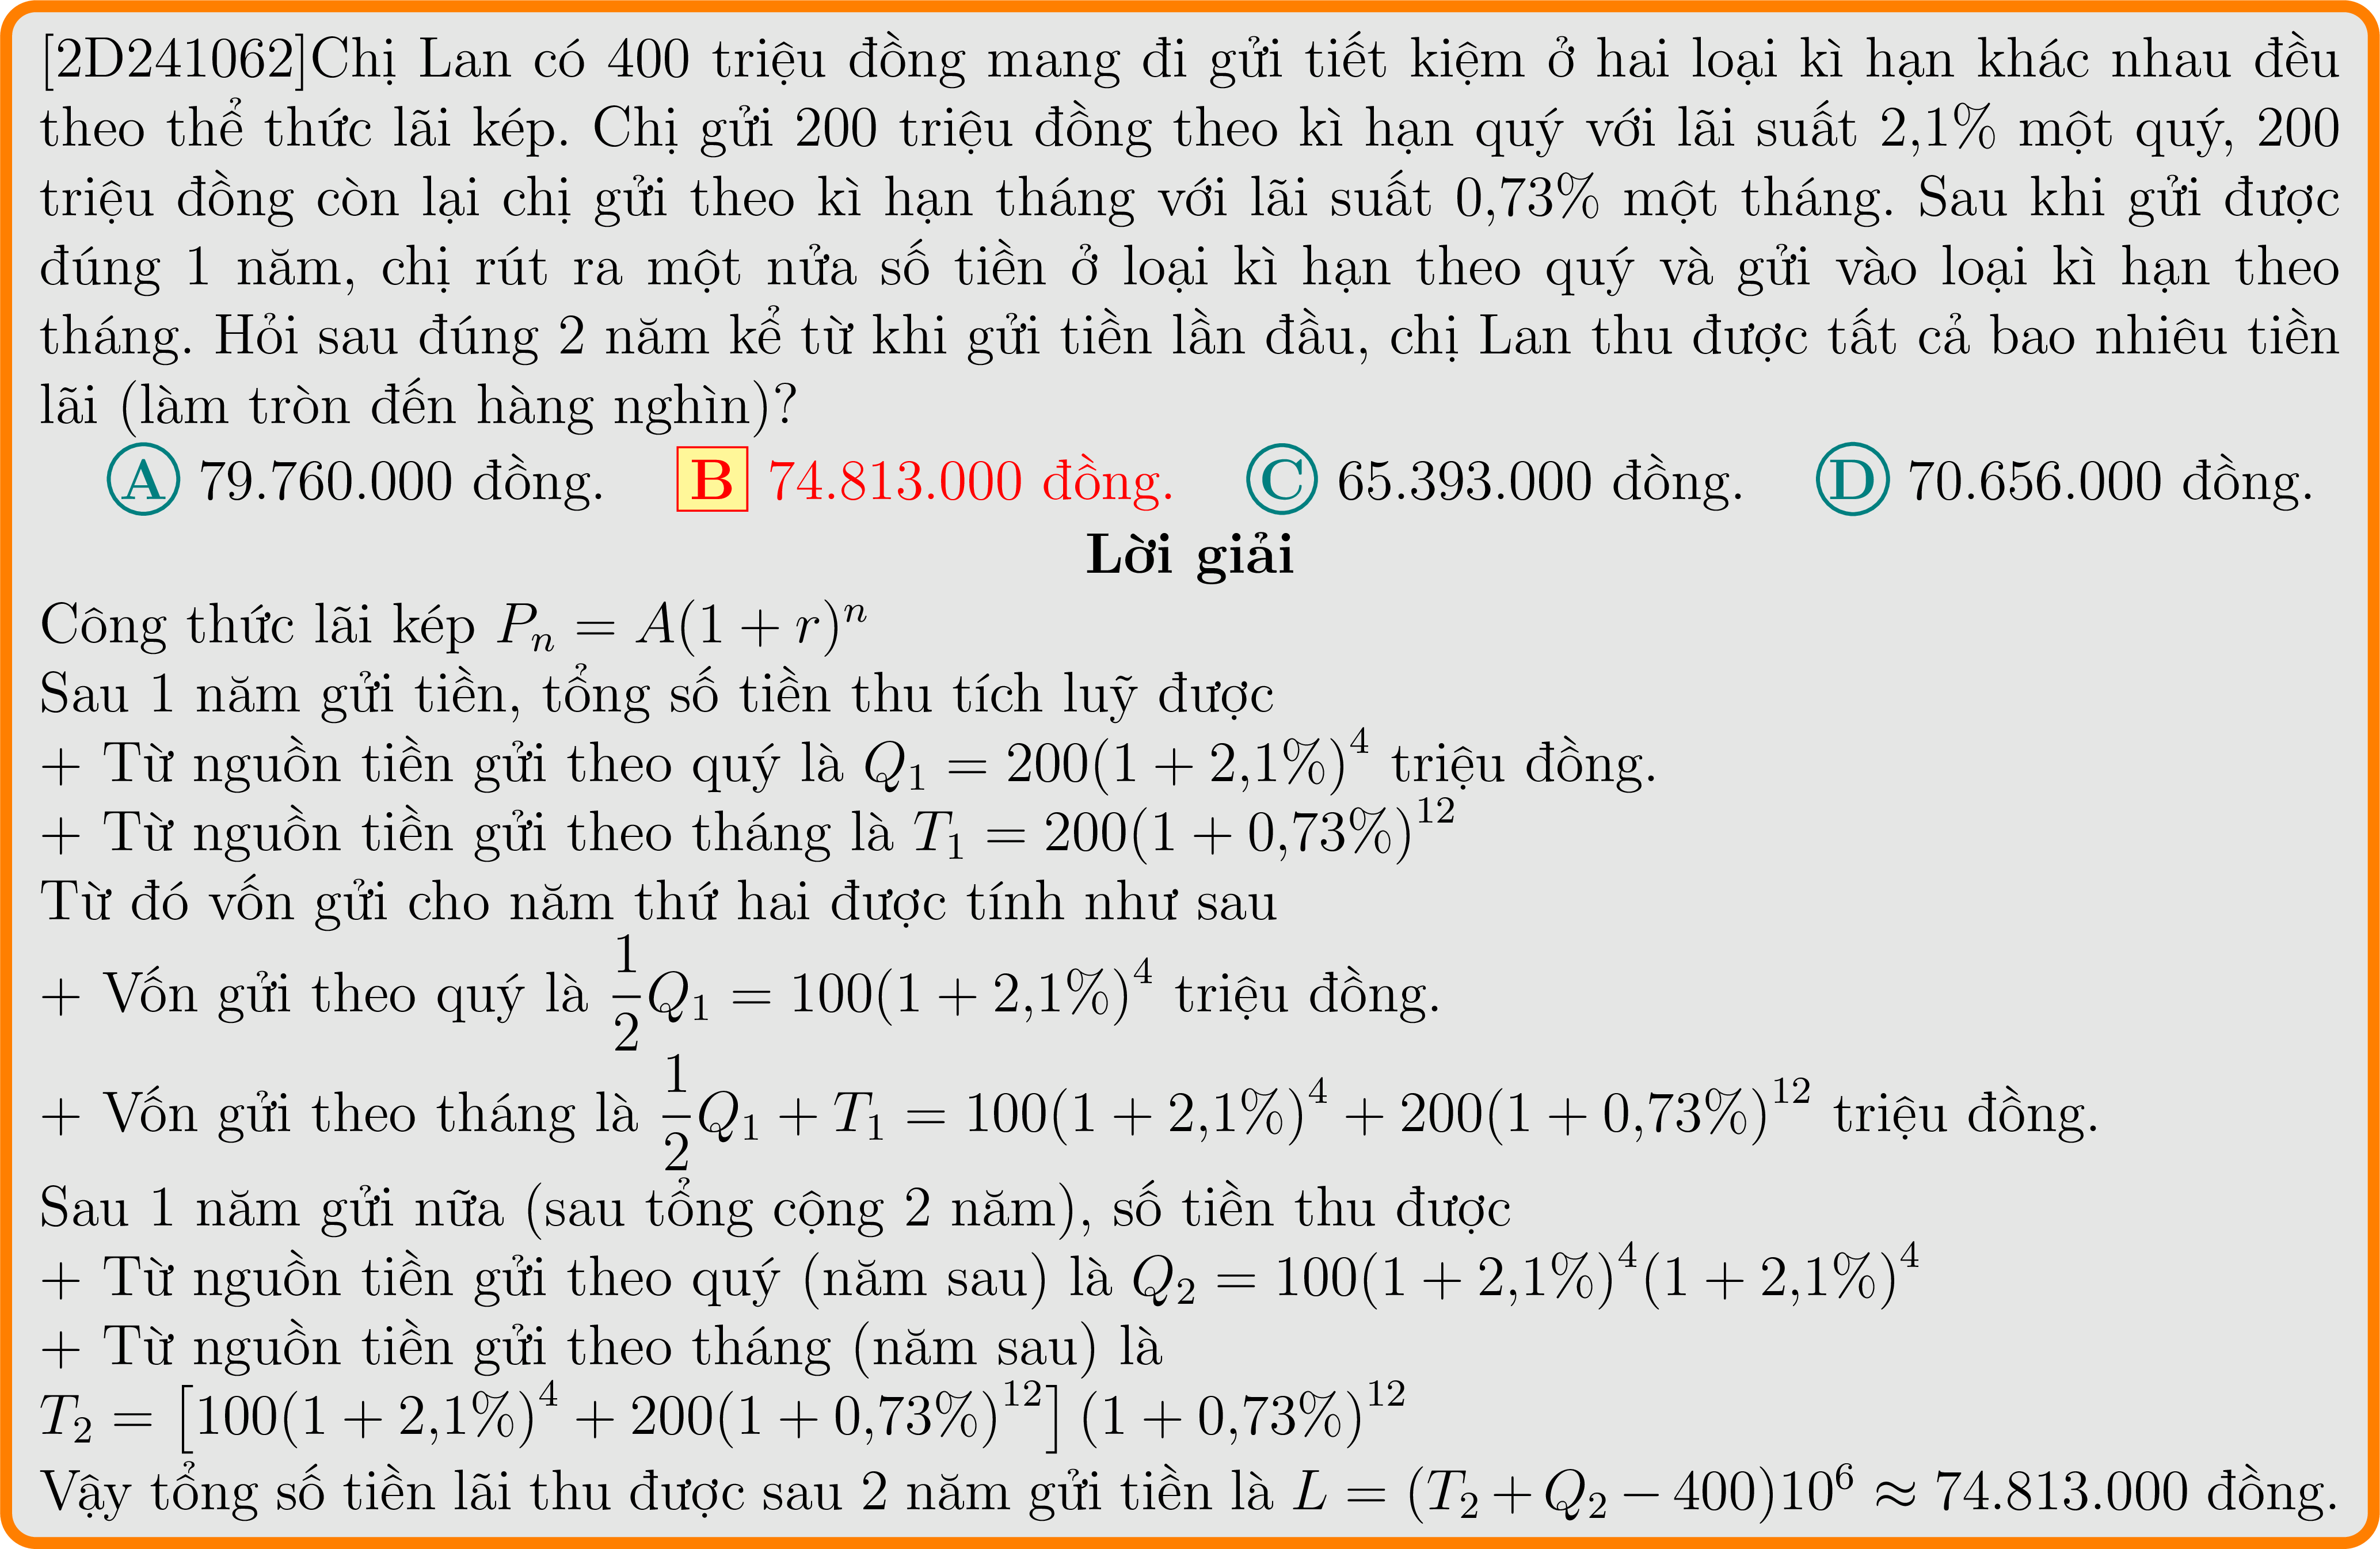 [2D241062]Chị Lan có 400 triệu đồng mang đi gửi tiết kiệm ở hai loại kì hạn khác nhau đều
theo thể thức lãi kép. Chị gửi 200 triệu đồng theo kì hạn quý với lãi suất 2,1% một quý, 200
triệu đồng còn lại chị gửi theo kì hạn tháng với lãi suất 0,73% một tháng. Sau khi gửi được
đúng 1 năm, chị rút ra một nửa số tiền ở loại kì hạn theo quý và gửi vào loại kì hạn theo
tháng. Hỏi sau đúng 2 năm kể từ khi gửi tiền lần đầu, chị Lan thu được tất cả bao nhiêu tiền
lãi (làm tròn đến hàng nghìn)?
A 79.760.000 đồng. B 74.813.000 đồng. C 65.393.000 đồng. D 70.656.000 đồng.
Lời giải
Công thức lãi kép $P_n = A(1 + r)^n$
Sau 1 năm gửi tiền, tổng số tiền thu tích luỹ được
+ Từ nguồn tiền gửi theo quý là $Q_1 = 200(1 + 2,1\%)^4$ triệu đồng.
+ Từ nguồn tiền gửi theo tháng là $T_1 = 200(1 + 0,73\%)^{12}$
Từ đó vốn gửi cho năm thứ hai được tính như sau
+ Vốn gửi theo quý là $\frac{1}{2}Q_1 = 100(1 + 2,1\%)^4$ triệu đồng.
+ Vốn gửi theo tháng là $\frac{1}{2}Q_1 + T_1 = 100(1 + 2,1\%)^4 + 200(1 + 0,73\%)^{12}$ triệu đồng.
Sau 1 năm gửi nữa (sau tổng cộng 2 năm), số tiền thu được
+ Từ nguồn tiền gửi theo quý (năm sau) là $Q_2 = 100(1 + 2,1\%)^4(1 + 2,1\%)^4$
+ Từ nguồn tiền gửi theo tháng (năm sau) là
$T_2 = \left[100(1 + 2,1\%)^4 + 200(1 + 0,73\%)^{12}\right](1 + 0,73\%)^{12}$
Vậy tổng số tiền lãi thu được sau 2 năm gửi tiền là $L = (T_2 + Q_2 - 400)10^6 \approx 74.813.000$ đồng.